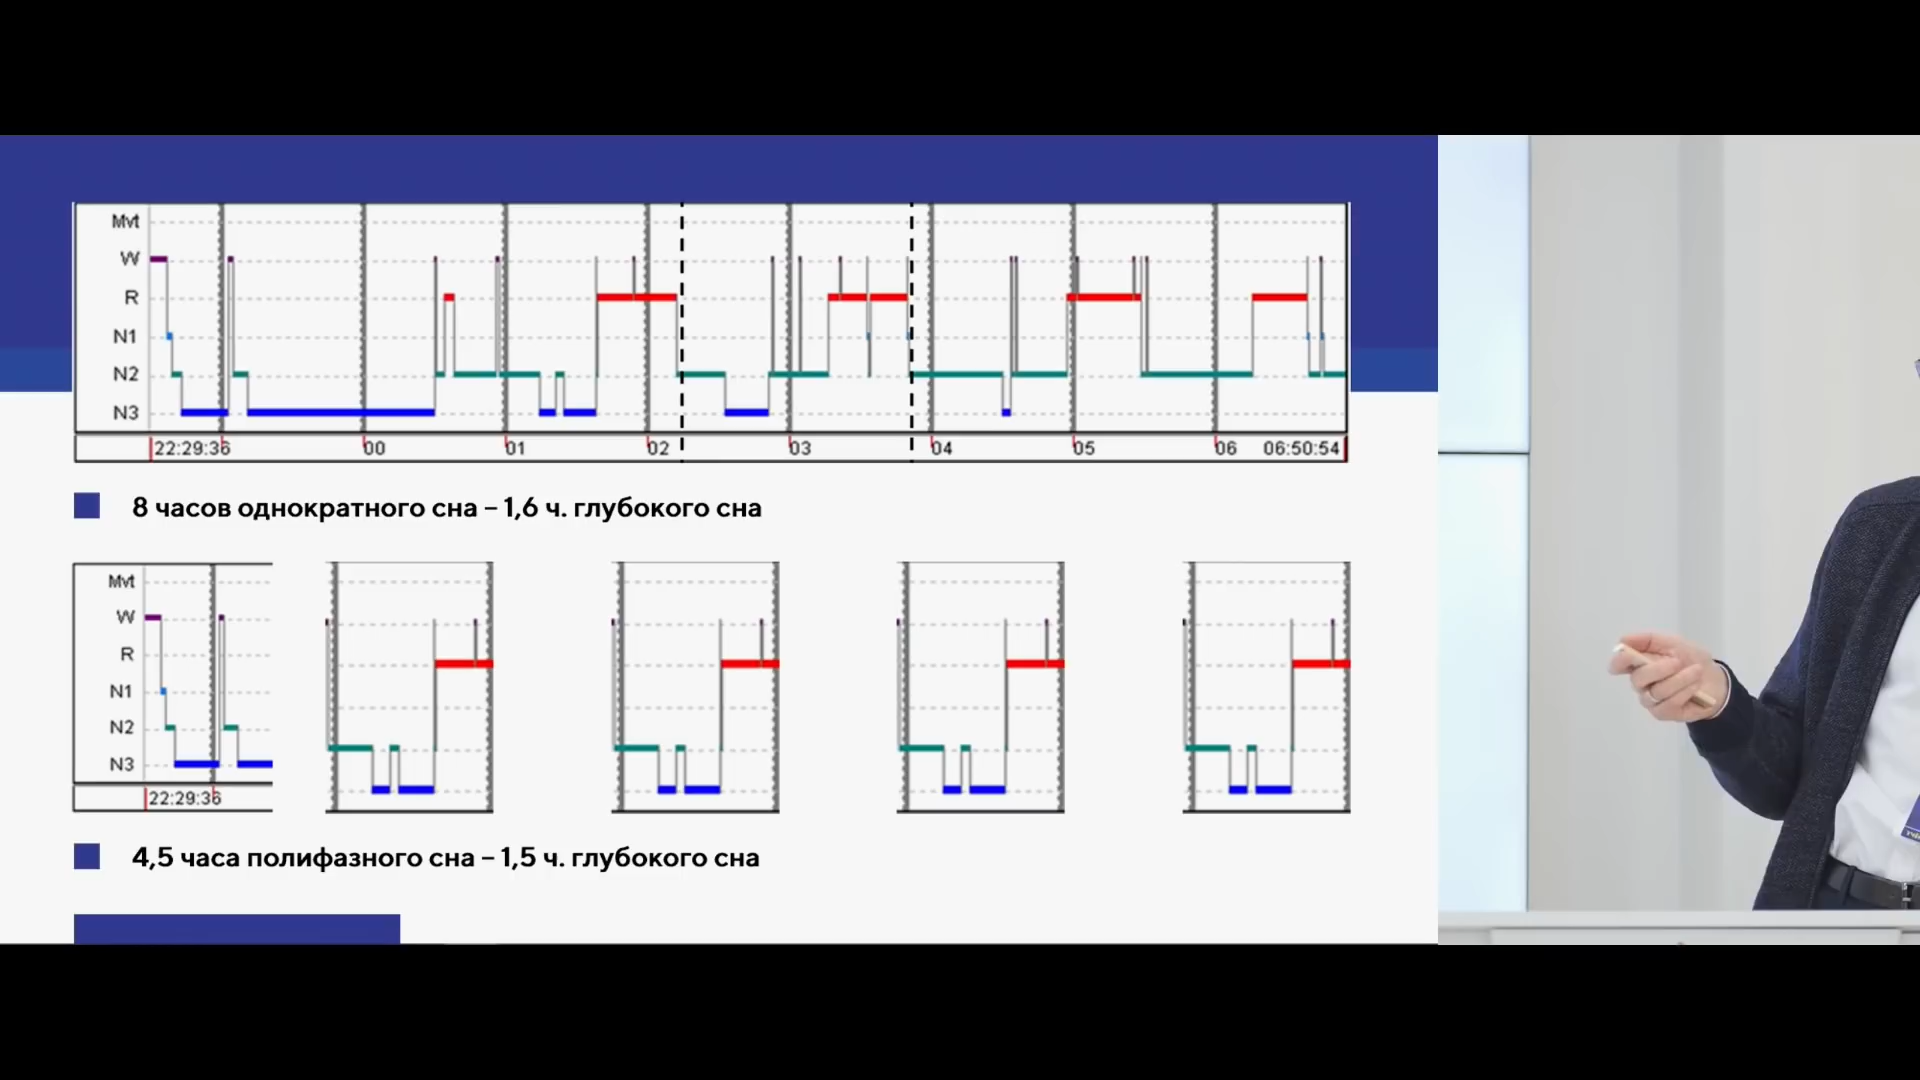 Mvt
W
R
N1
N2
N3
22:29:36 00 01 02 03 04 05 06 06:50:54
8 часов однократного сна – 1,6 ч. глубокого сна
Mvt
W
R
N1
N2
N3
22:29:36
4,5 часа полифазного сна – 1,5 ч. глубокого сна